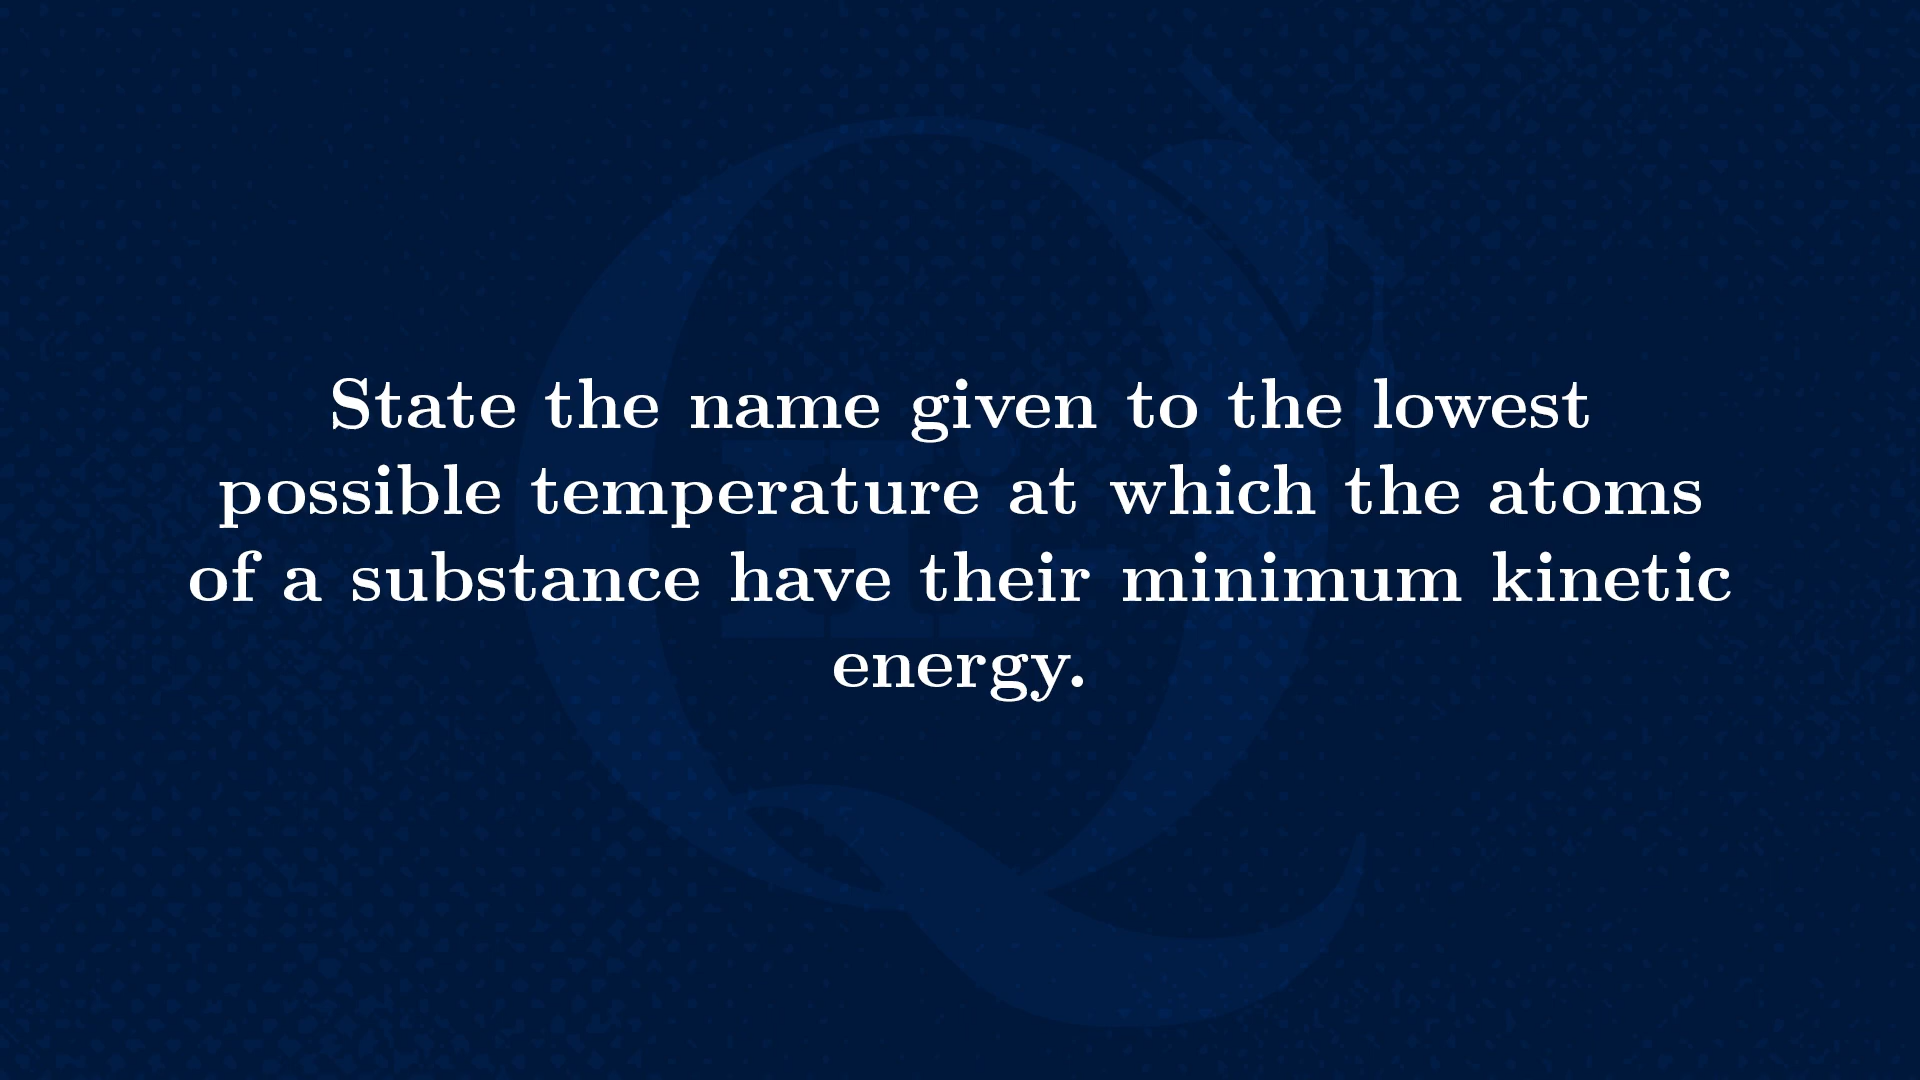 State the name given to the lowest
possible temperature at which the atoms
of a substance have their minimum kinetic
energy.